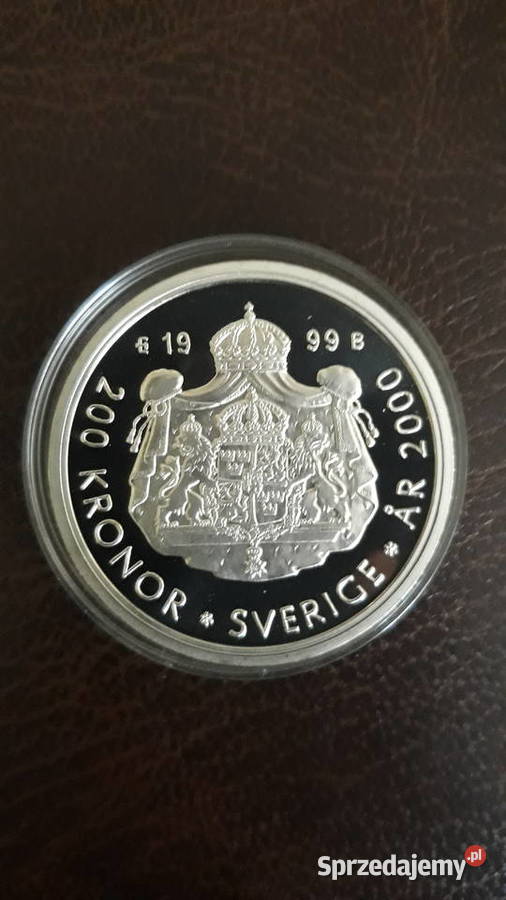 19 99 B
200 KRONOR * SVERIGE * ÅR 2000
Sprzedajemy.pl